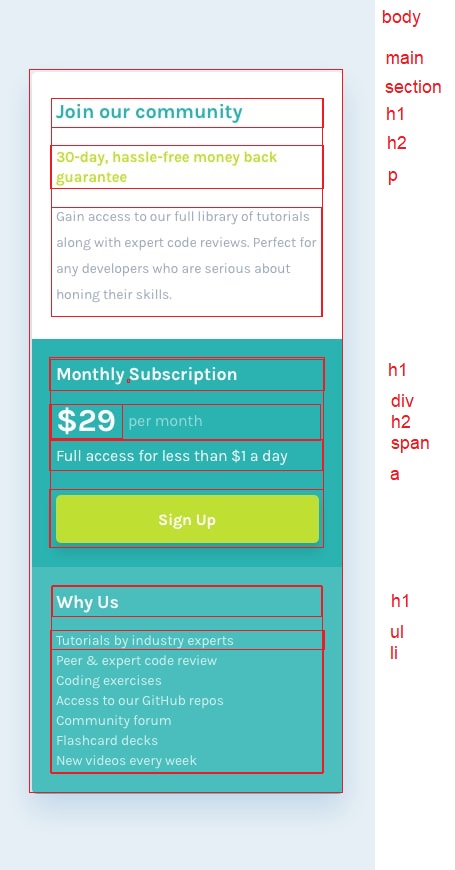 body
main
section
Join our community
h1
30-day, hassle-free money back
guarantee
h2
p
Gain access to our full library of tutorials
along with expert code reviews. Perfect for
any developers who are serious about
honing their skills.
Monthly Subscription
h1
$29 per month
div
h2
Full access for less than $1 a day
span
a
Sign Up
Why Us
h1
Tutorials by industry experts
ul
Peer & expert code review
li
Coding exercises
Access to our GitHub repos
Community forum
Flashcard decks
New videos every week